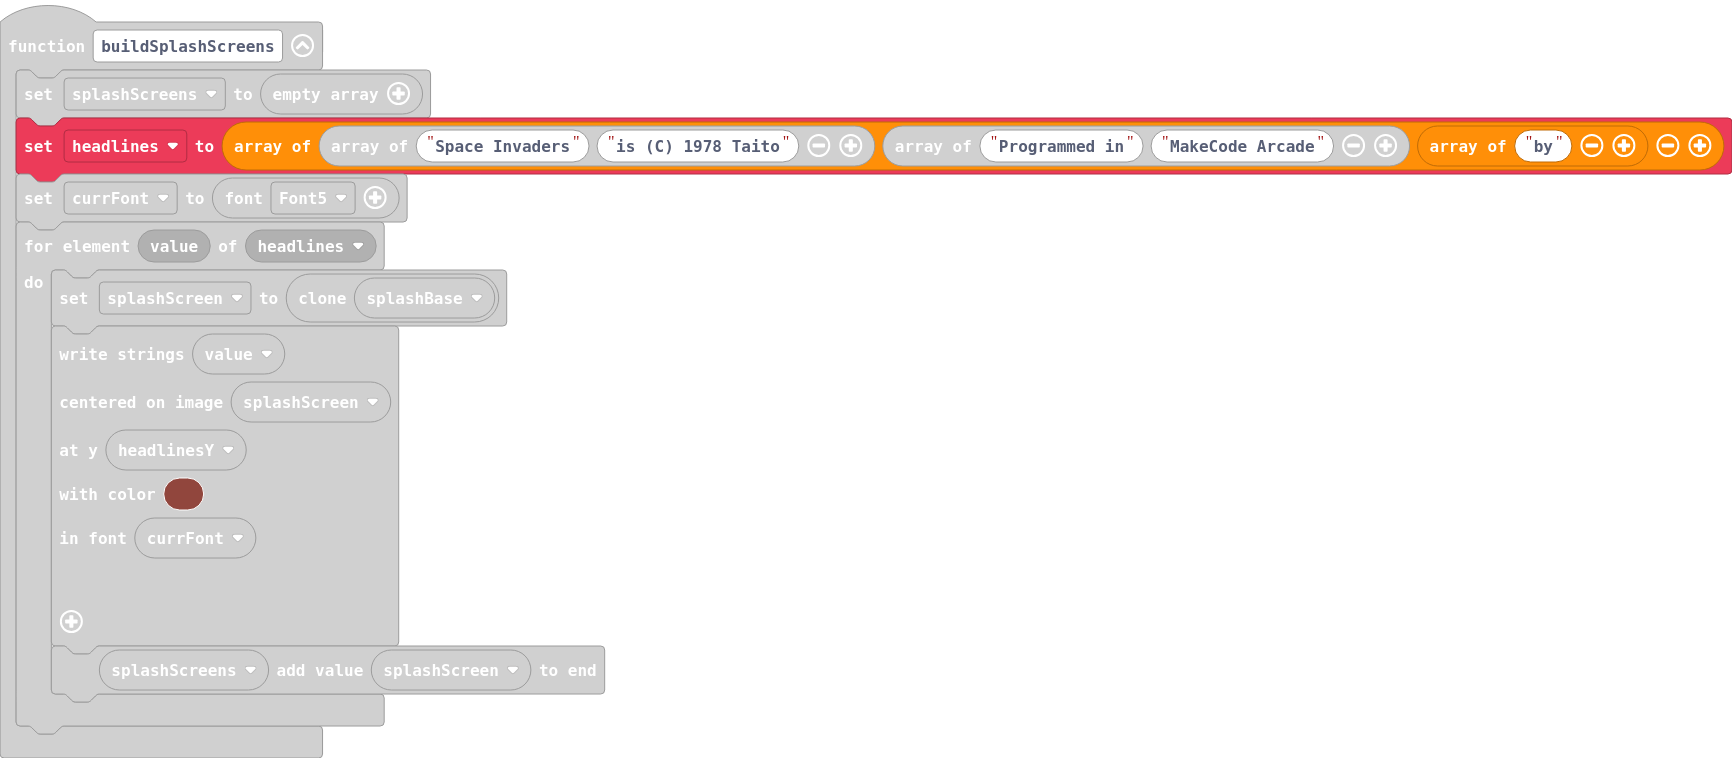 function buildSplashScreens
set splashScreens to empty array
set headlines to array of array of "Space Invaders" "is (C) 1978 Taito" array of "Programmed in" "MakeCode Arcade" array of "by"
set currFont to font Font5
for element value of headlines
do
set splashScreen to clone splashBase
write strings value
centered on image splashScreen
at y headlinesY
with color
in font currFont
splashScreens add value splashScreen to end